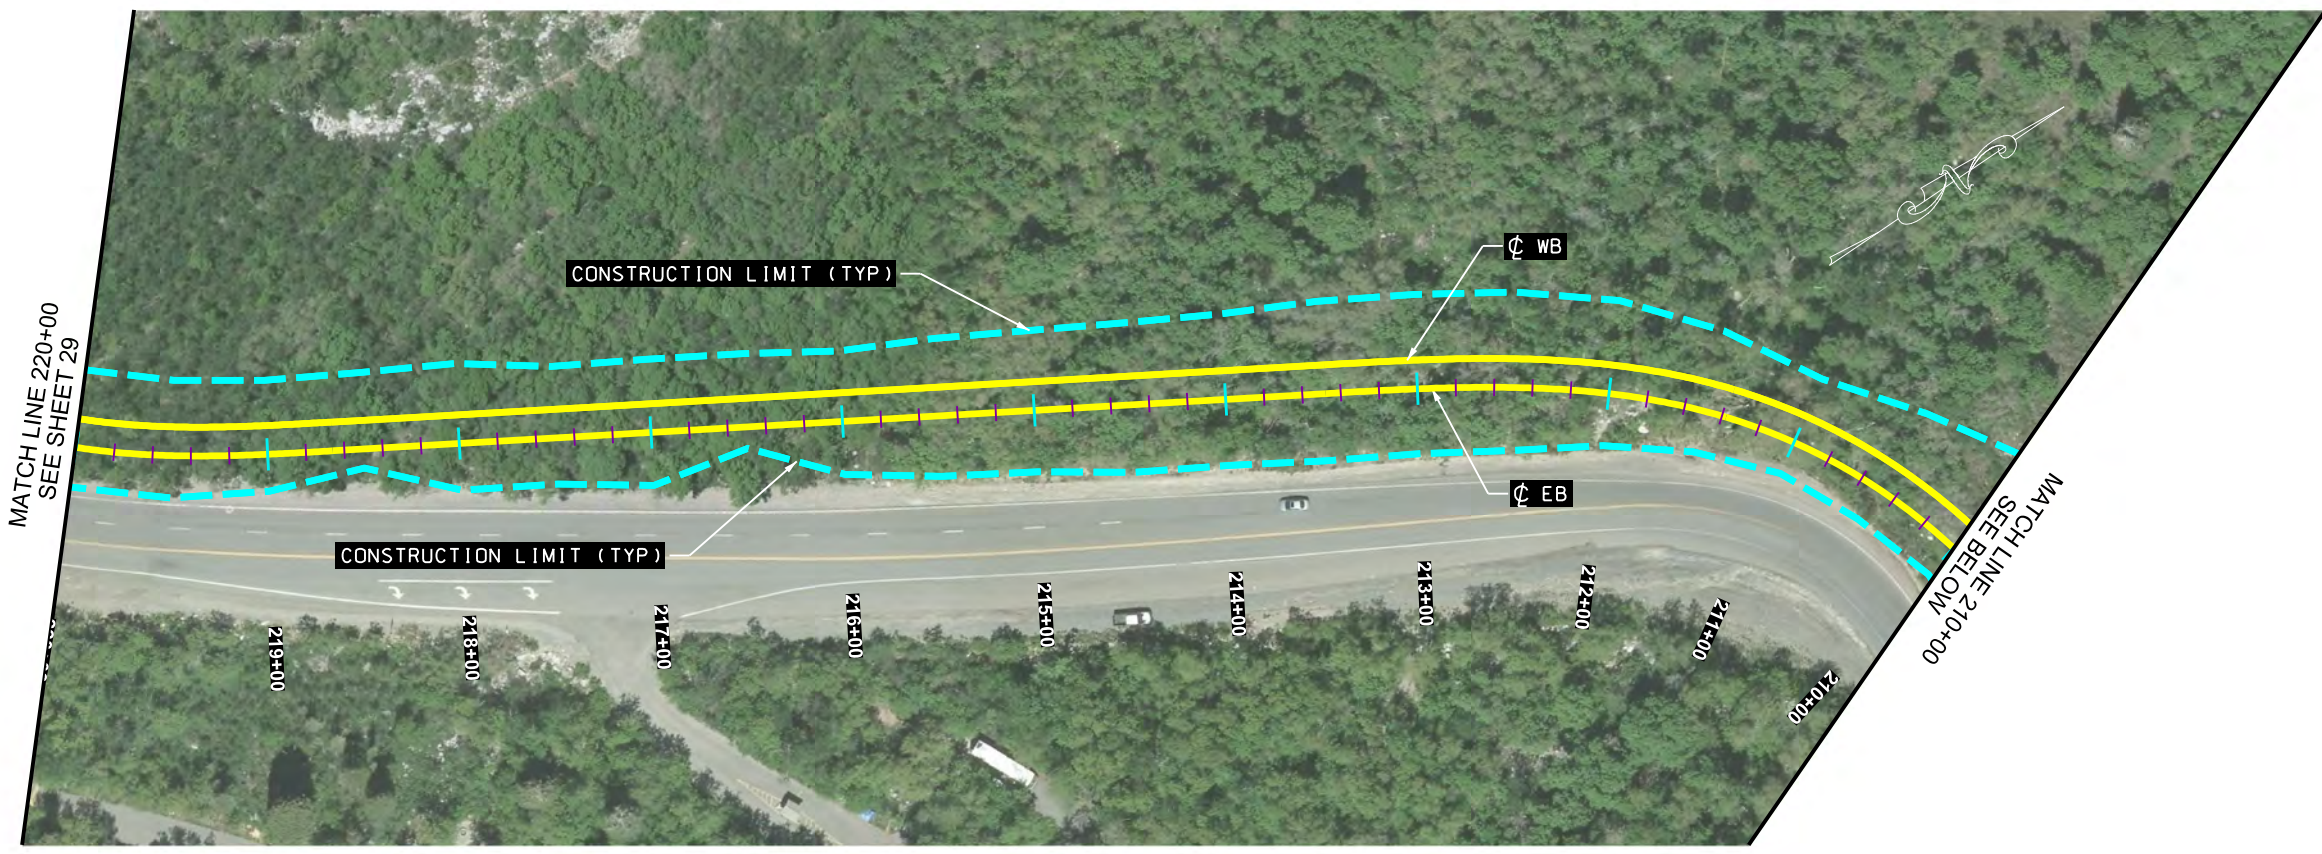 MATCH LINE 220+00
SEE SHEET 29
CONSTRUCTION LIMIT (TYP)
℄ WB
℄ EB
CONSTRUCTION LIMIT (TYP)
MATCH LINE 210+00
SEE BELOW
219+00
218+00
217+00
216+00
215+00
214+00
213+00
212+00
211+00
210+00
N